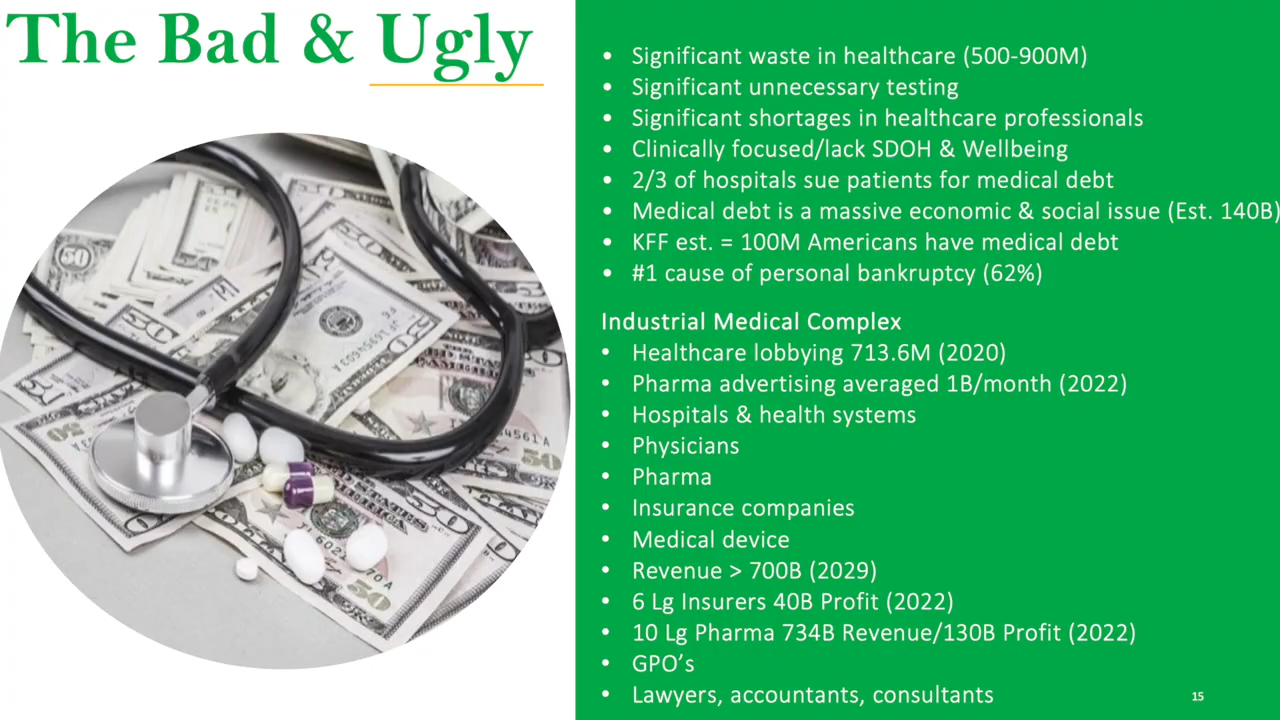 The Bad & Ugly
• Significant waste in healthcare (500-900M)
• Significant unnecessary testing
• Significant shortages in healthcare professionals
• Clinically focused/lack SDOH & Wellbeing
• 2/3 of hospitals sue patients for medical debt
• Medical debt is a massive economic & social issue (Est. 140B)
• KFF est. = 100M Americans have medical debt
• #1 cause of personal bankruptcy (62%)
Industrial Medical Complex
• Healthcare lobbying 713.6M (2020)
• Pharma advertising averaged 1B/month (2022)
• Hospitals & health systems
• Physicians
• Pharma
• Insurance companies
• Medical device
• Revenue > 700B (2029)
• 6 Lg Insurers 40B Profit (2022)
• 10 Lg Pharma 734B Revenue/130B Profit (2022)
• GPO’s
• Lawyers, accountants, consultants
15